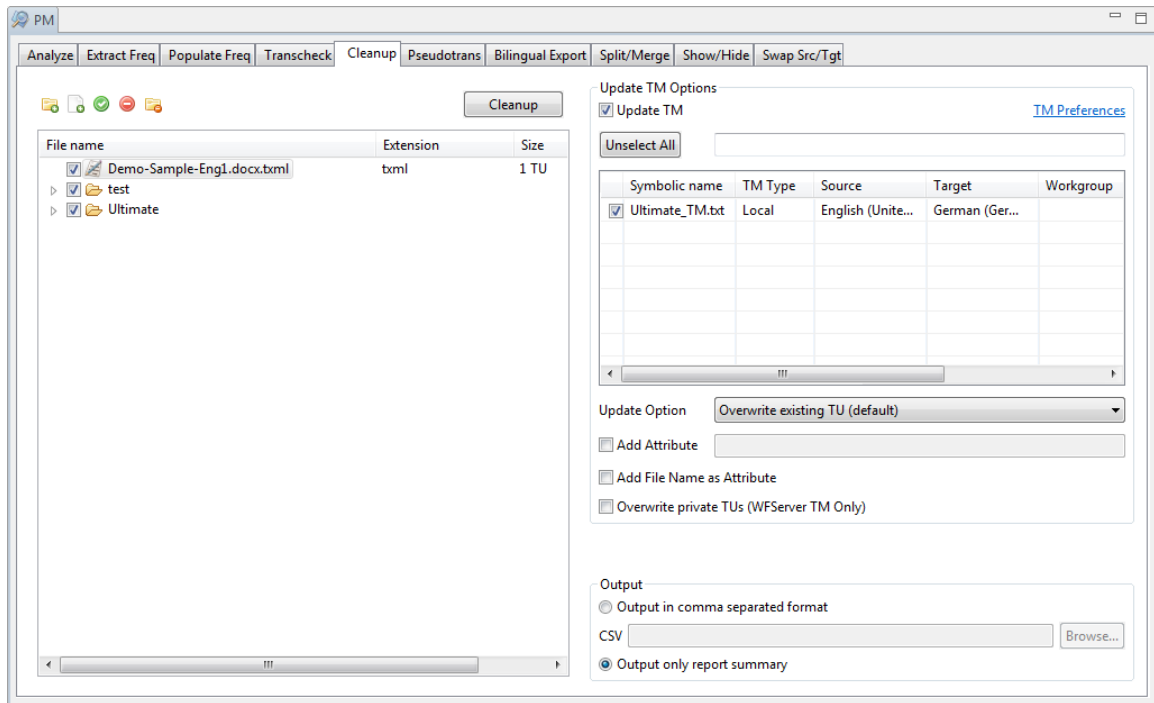 PM
Analyze Extract Freq Populate Freq Transcheck Cleanup Pseudotrans Bilingual Export Split/Merge Show/Hide Swap Src/Tgt
Cleanup
File name Extension Size
Demo-Sample-Eng1.docx.txml txml 1 TU
test
Ultimate
Update TM Options
Update TM TM Preferences
Unselect All
Symbolic name TM Type Source Target Workgroup
Ultimate_TM.txt Local English (Unite... German (Ger...
Update Option Overwrite existing TU (default)
Add Attribute
Add File Name as Attribute
Overwrite private TUs (WFServer TM Only)
Output
Output in comma separated format
CSV Browse...
Output only report summary